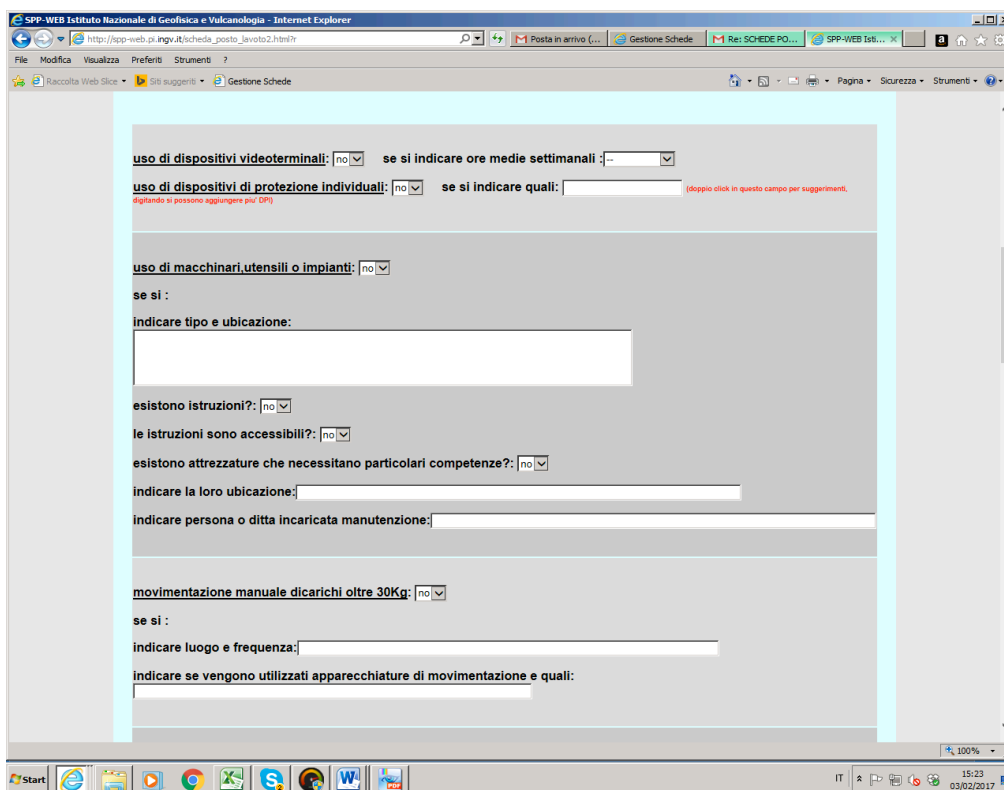 SPP-WEB Istituto Nazionale di Geofisica e Vulcanologia - Internet Explorer
http://spp-web.pi.ingv.it/scheda_posto_lavoto2.html?r
Posta in arrivo (...
Gestione Schede
Re: SCHEDE PO...
SPP-WEB Isti...
File Modifica Visualizza Preferiti Strumenti ?
Raccolta Web Slice
Siti suggeriti
Gestione Schede
Pagina
Sicurezza
Strumenti
uso di dispositivi videoterminali: no se si indicare ore medie settimanali :--
uso di dispositivi di protezione individuali: no se si indicare quali: (doppio click in questo campo per suggerimenti,
digitando si possono aggiungere piu' DPI)
uso di macchinari,utensili o impianti: no
se si :
indicare tipo e ubicazione:
esistono istruzioni?: no
le istruzioni sono accessibili?: no
esistono attrezzature che necessitano particolari competenze?: no
indicare la loro ubicazione:
indicare persona o ditta incaricata manutenzione:
movimentazione manuale dicarichi oltre 30Kg: no
se si :
indicare luogo e frequenza:
indicare se vengono utilizzati apparecchiature di movimentazione e quali:
100%
Start
IT
15:23
03/02/2017